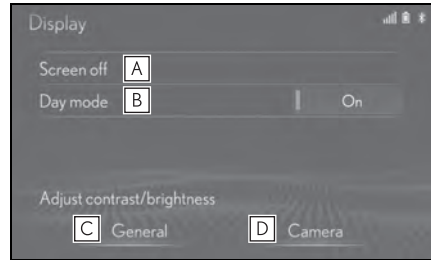 Display
Screen off A
Day mode B On
Adjust contrast/brightness
C General D Camera